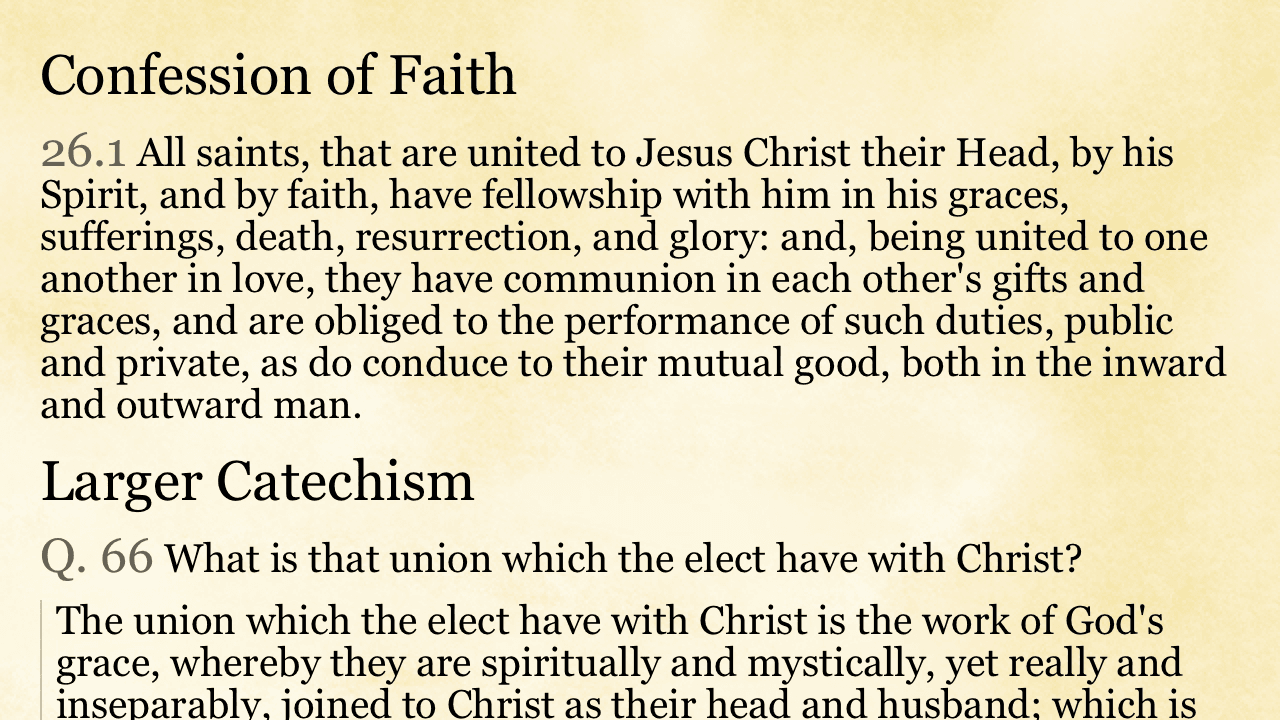 Confession of Faith
26.1 All saints, that are united to Jesus Christ their Head, by his
Spirit, and by faith, have fellowship with him in his graces,
sufferings, death, resurrection, and glory: and, being united to one
another in love, they have communion in each other's gifts and
graces, and are obliged to the performance of such duties, public
and private, as do conduce to their mutual good, both in the inward
and outward man.
Larger Catechism
Q. 66 What is that union which the elect have with Christ?
The union which the elect have with Christ is the work of God's
grace, whereby they are spiritually and mystically, yet really and
inseparably, joined to Christ as their head and husband; which is